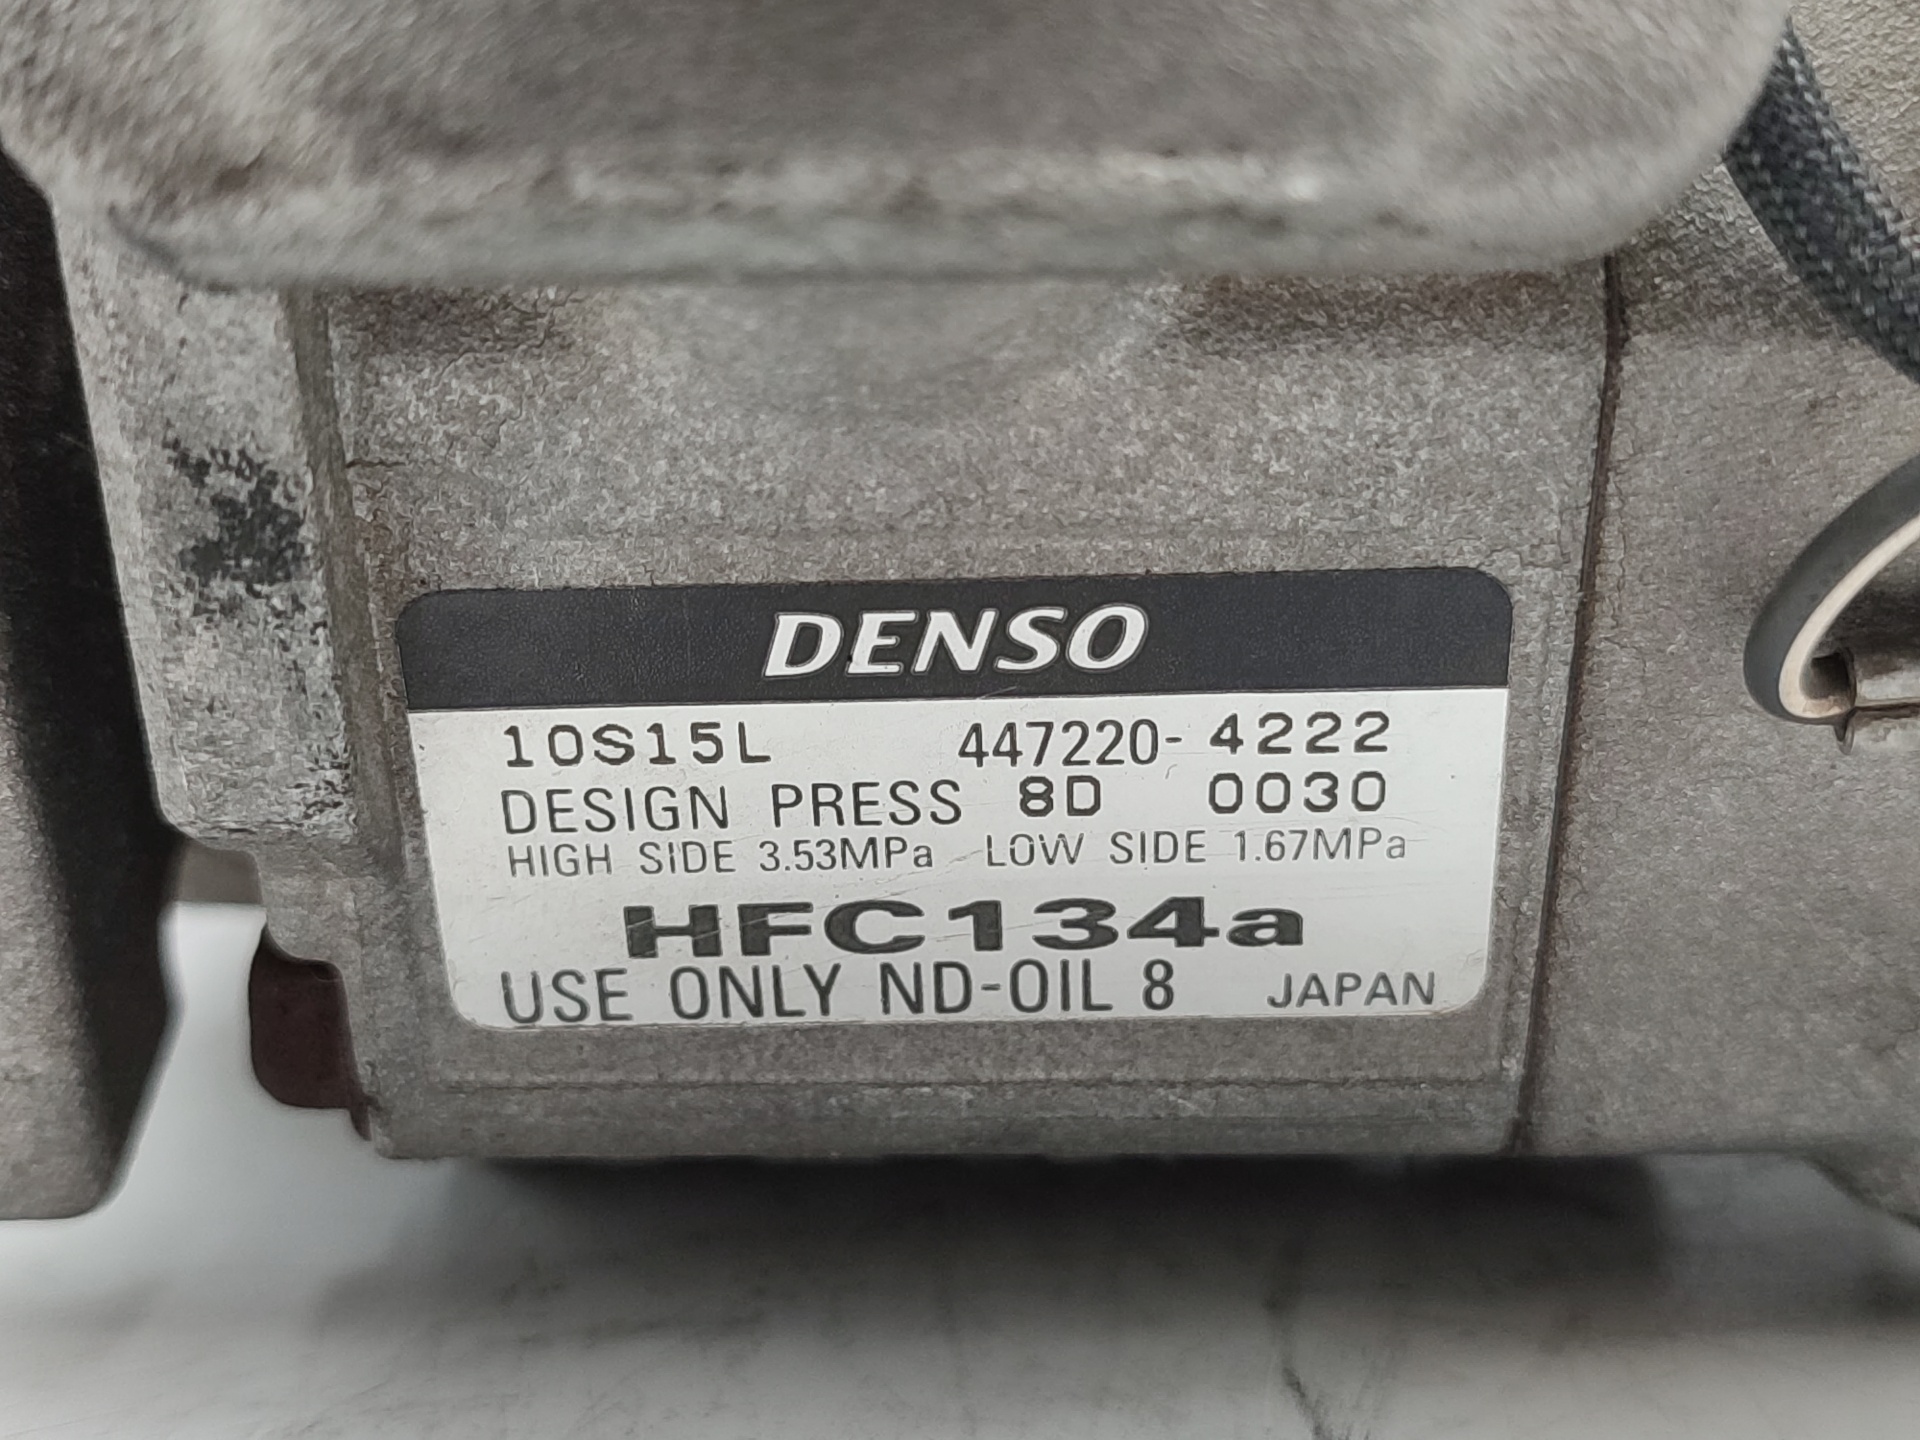 DENSO
10S15L 447220-4222
DESIGN PRESS 8D 0030
HIGH SIDE 3.53MPa LOW SIDE 1.67MPa
HFC134a
USE ONLY ND-OIL 8 JAPAN